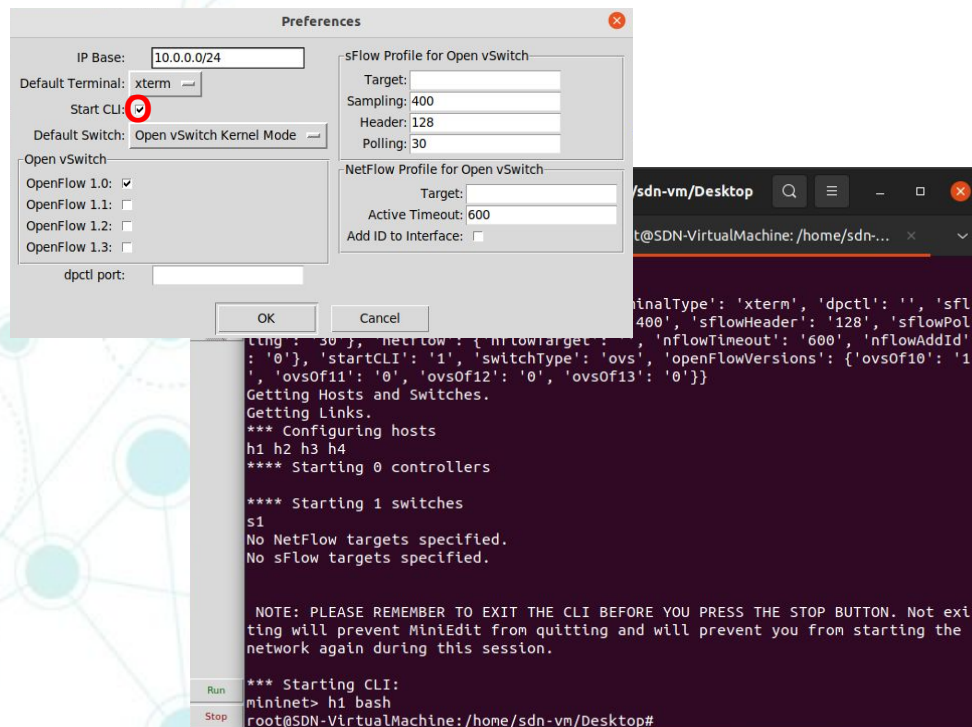 Preferences
IP Base: 10.0.0.0/24
Default Terminal: xterm
Start CLI:
Default Switch: Open vSwitch Kernel Mode
Open vSwitch
OpenFlow 1.0:
OpenFlow 1.1:
OpenFlow 1.2:
OpenFlow 1.3:
dpctl port:
sFlow Profile for Open vSwitch
Target:
Sampling: 400
Header: 128
Polling: 30
NetFlow Profile for Open vSwitch
Target:
Active Timeout: 600
Add ID to Interface:
OK Cancel
/sdn-vm/Desktop
t@SDN-VirtualMachine: /home/sdn-...
inalType': 'xterm', 'dpctl': '', 'sfl
400', 'sflowHeader': '128', 'sflowPol
ling': '30'}, 'netflow': {'nflowTarget': '', 'nflowTimeout': '600', 'nflowAddId'
: '0'}, 'startCLI': '1', 'switchType': 'ovs', 'openFlowVersions': {'ovsOf10': '1
', 'ovsOf11': '0', 'ovsOf12': '0', 'ovsOf13': '0'}}
Getting Hosts and Switches.
Getting Links.
*** Configuring hosts
h1 h2 h3 h4
**** Starting 0 controllers
**** Starting 1 switches
s1
No NetFlow targets specified.
No sFlow targets specified.
NOTE: PLEASE REMEMBER TO EXIT THE CLI BEFORE YOU PRESS THE STOP BUTTON. Not exi
ting will prevent MiniEdit from quitting and will prevent you from starting the
network again during this session.
*** Starting CLI:
mininet> h1 bash
root@SDN-VirtualMachine:/home/sdn-vm/Desktop#
Run
Stop